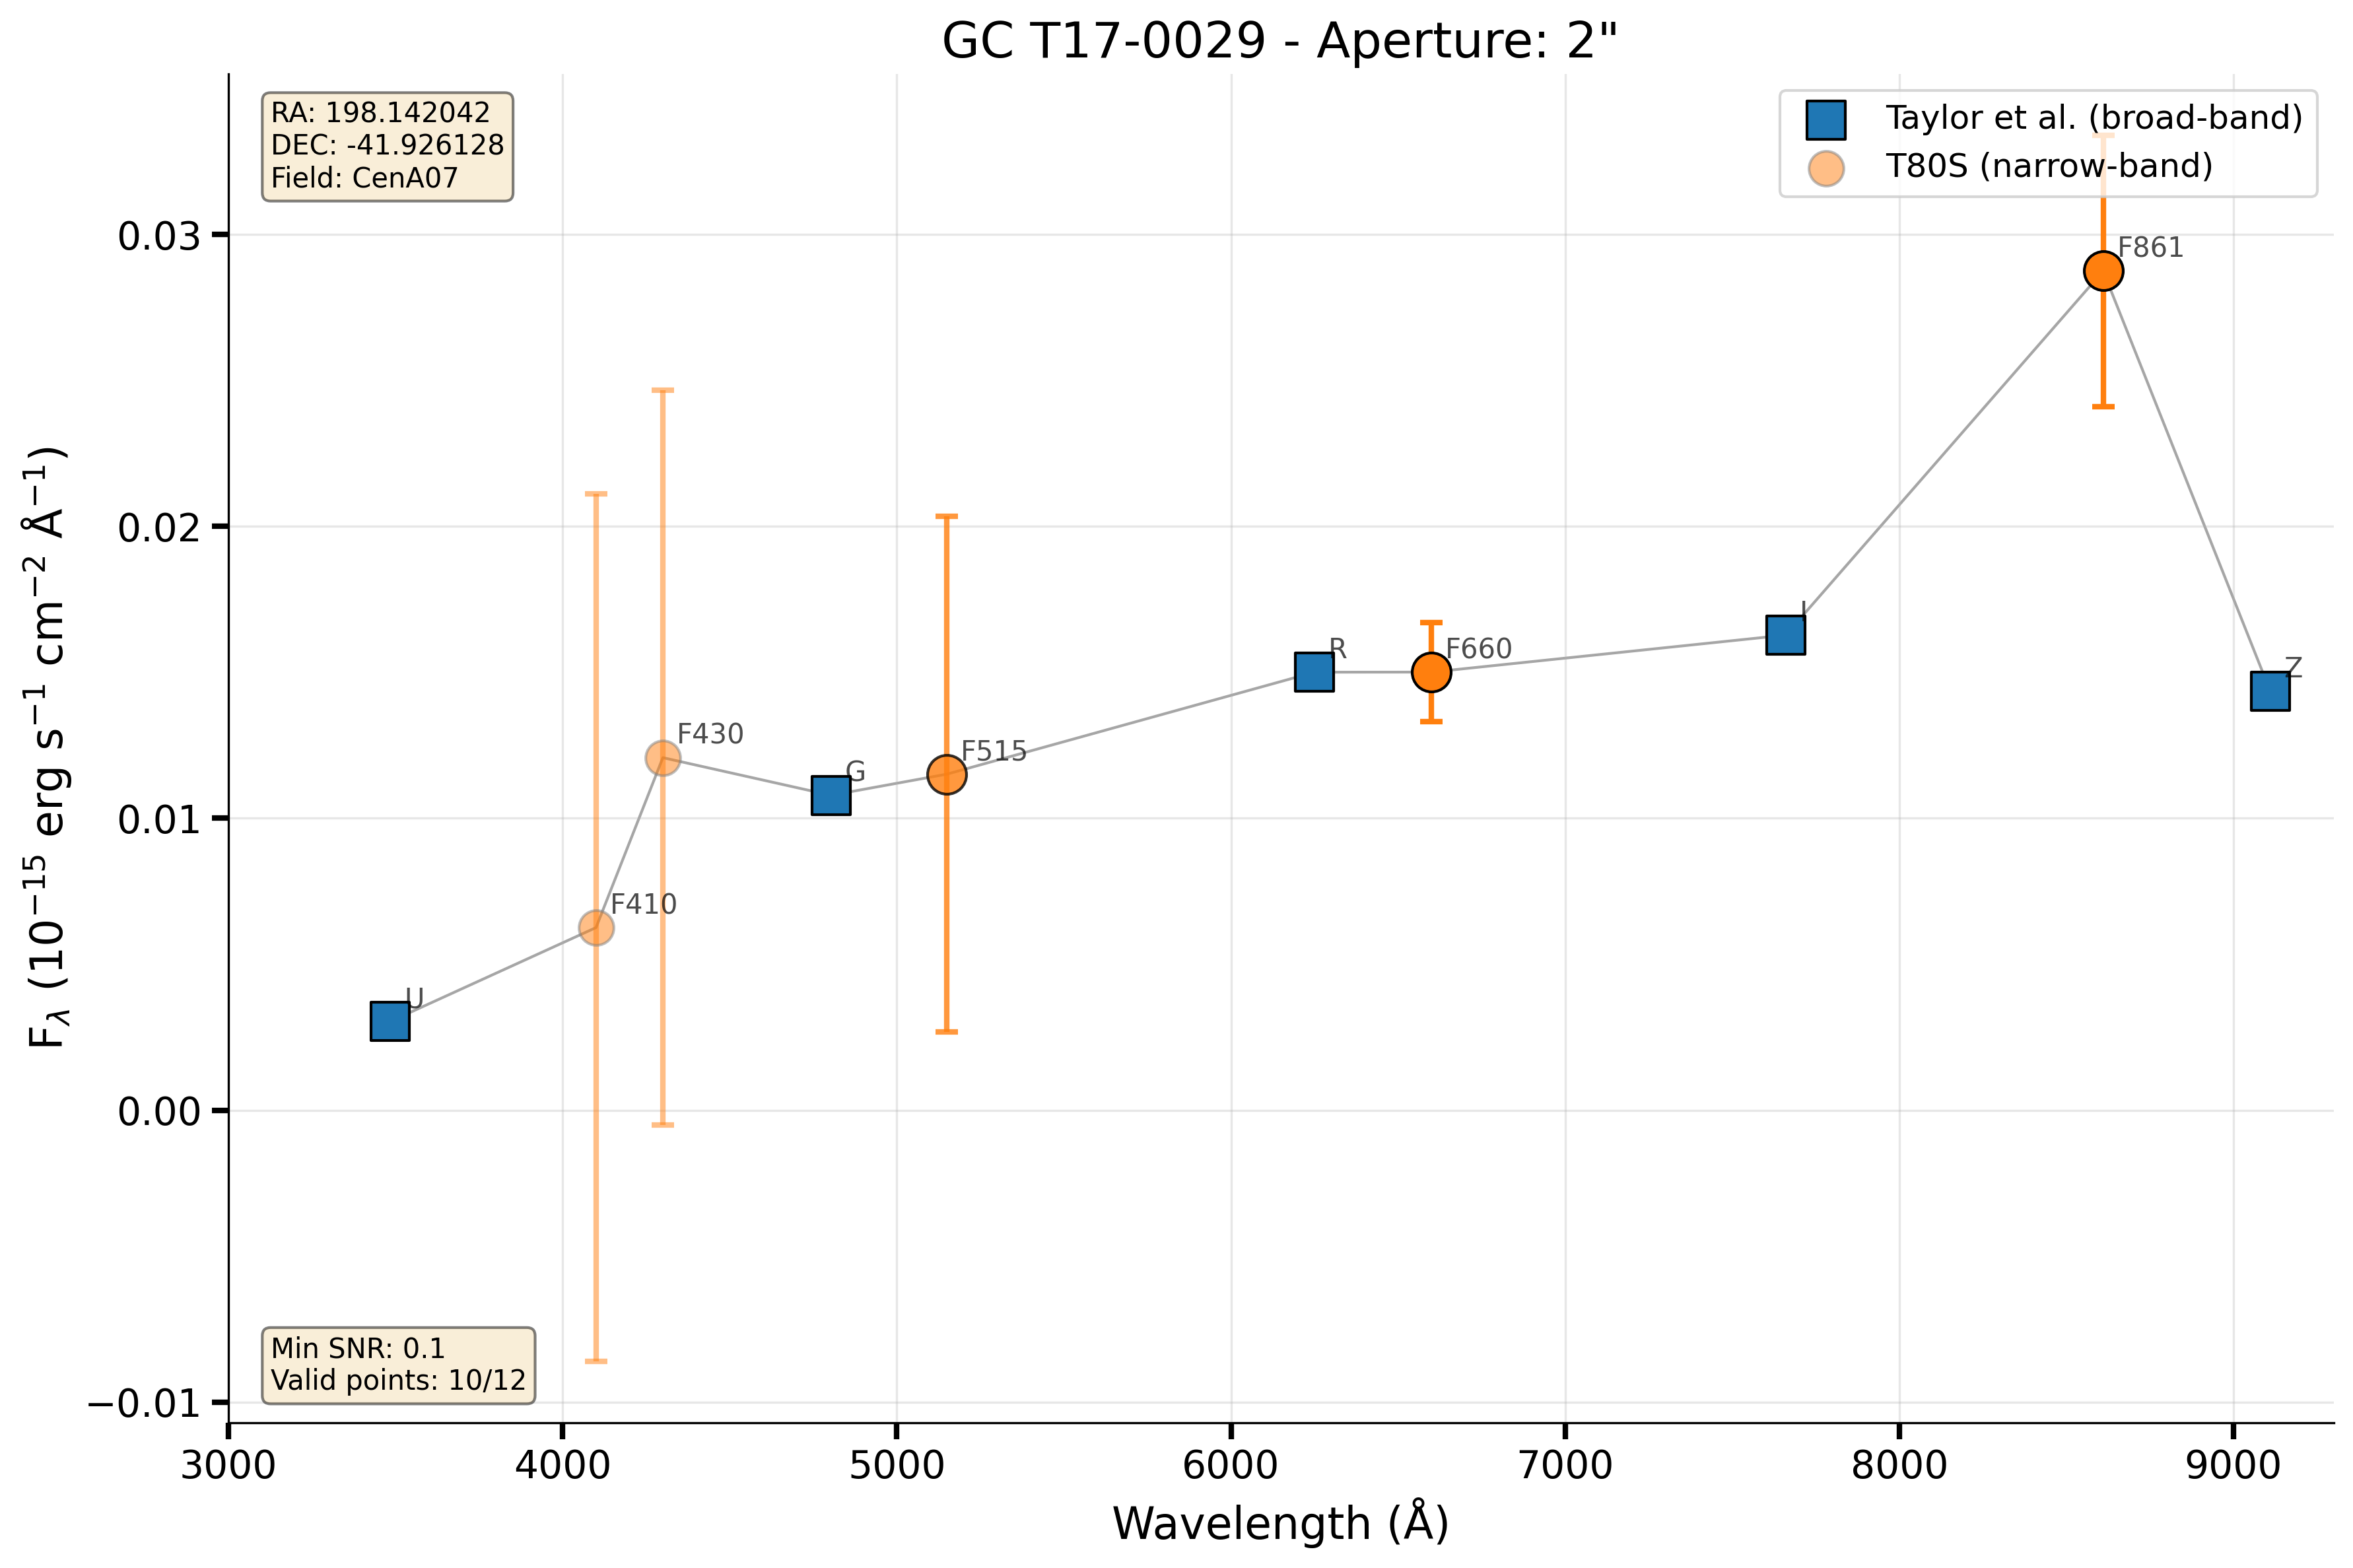 GC T17-0029 - Aperture: 2"
RA: 198.142042
DEC: -41.926128
Field: CenA07
Taylor et al. (broad-band)
T80S (narrow-band)
F861
0.03
0.02
0.01
0.00
−0.01
F_λ (10⁻¹⁵ erg s⁻¹ cm⁻² Å⁻¹)
I
R
F660
Z
F430
F515
G
F410
U
Min SNR: 0.1
Valid points: 10/12
3000 4000 5000 6000 7000 8000 9000
Wavelength (Å)